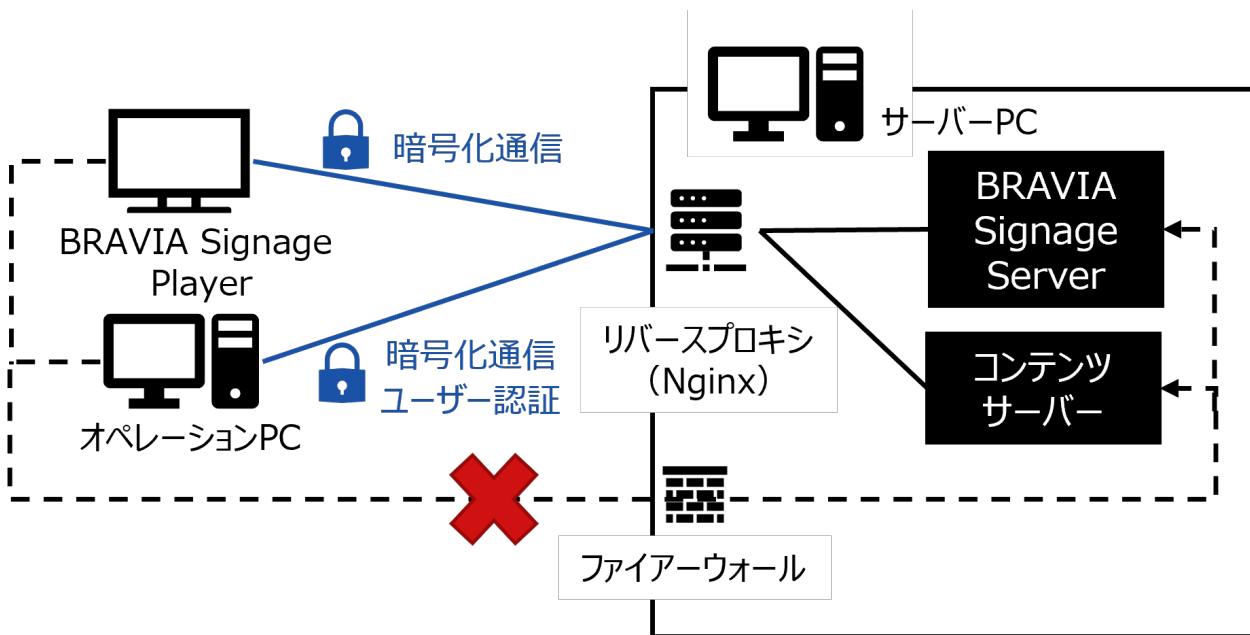 サーバーPC
暗号化通信
BRAVIA Signage
Player
BRAVIA
Signage
Server
リバースプロキシ
（Nginx）
暗号化通信
ユーザー認証
コンテンツ
サーバー
オペレーションPC
ファイアーウォール